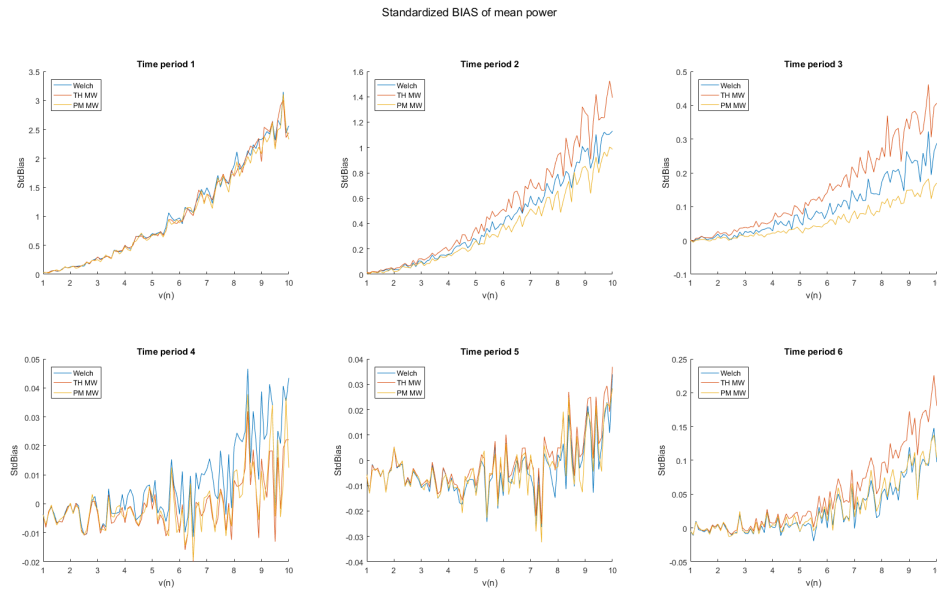 Standardized BIAS of mean power
Time period 1
Welch
TH MW
PM MW
StdBias
3.5
3
2.5
2
1.5
1
0.5
0
1 2 3 4 5 6 7 8 9 10
v(n)
Time period 2
Welch
TH MW
PM MW
StdBias
1.6
1.4
1.2
1
0.8
0.6
0.4
0.2
0
1 2 3 4 5 6 7 8 9 10
v(n)
Time period 3
Welch
TH MW
PM MW
StdBias
0.5
0.4
0.3
0.2
0.1
0
-0.1
1 2 3 4 5 6 7 8 9
v(n)
Time period 4
Welch
TH MW
PM MW
StdBias
0.05
0.04
0.03
0.02
0.01
0
-0.01
-0.02
1 2 3 4 5 6 7 8 9 10
v(n)
Time period 5
Welch
TH MW
PM MW
StdBias
0.05
0.04
0.03
0.02
0.01
0
-0.01
-0.02
-0.03
-0.04
1 2 3 4 5 6 7 8 9 10
v(n)
Time period 6
Welch
TH MW
PM MW
StdBias
0.25
0.2
0.15
0.1
0.05
0
-0.05
1 2 3 4 5 6 7 8 9
v(n)